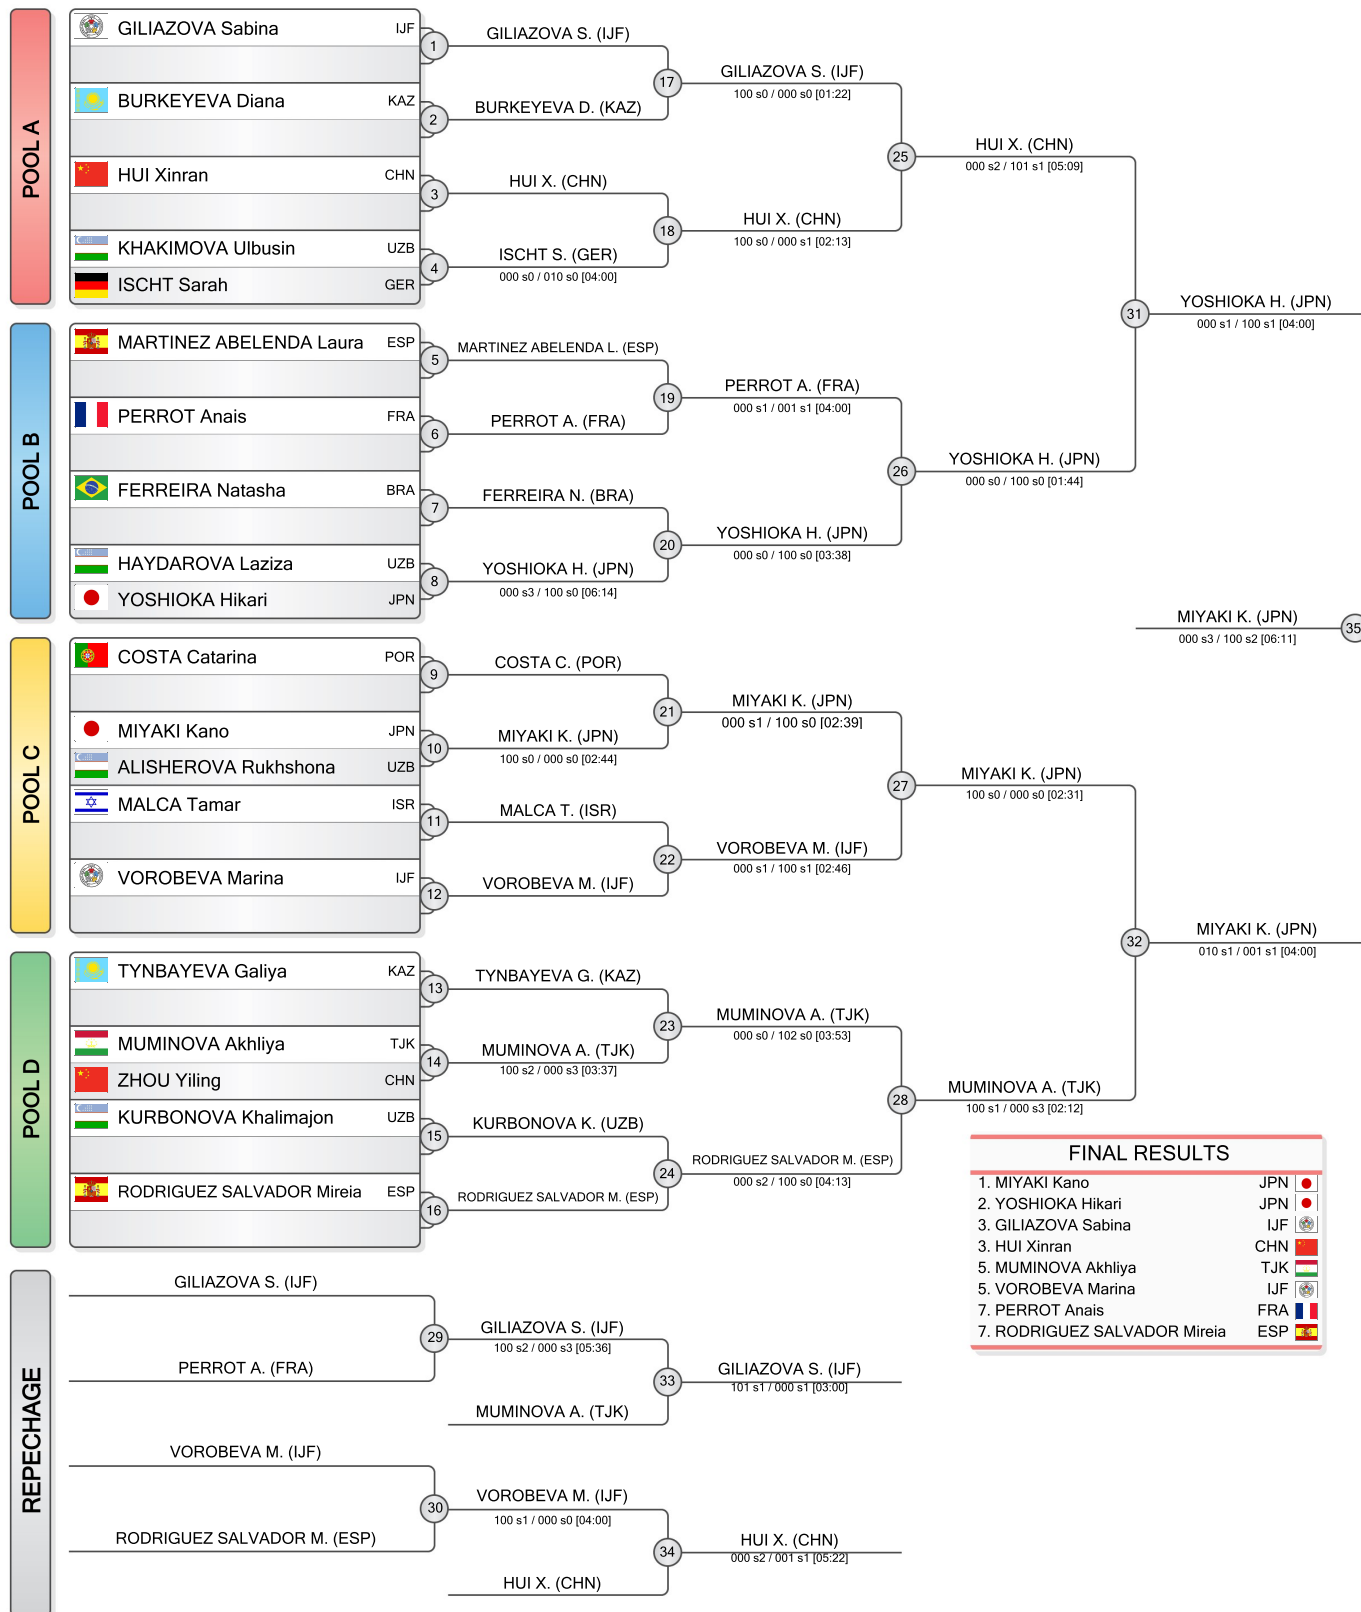 POOL A
GILIAZOVA Sabina IJF
BURKEYEVA Diana KAZ
HUI Xinran CHN
KHAKIMOVA Ulbusin UZB
ISCHT Sarah GER
1
2
3
4
GILIAZOVA S. (IJF)
BURKEYEVA D. (KAZ)
HUI X. (CHN)
ISCHT S. (GER)
000 s0 / 010 s0 [04:00]
17
18
GILIAZOVA S. (IJF)
100 s0 / 000 s0 [01:22]
HUI X. (CHN)
100 s0 / 000 s1 [02:13]
25
HUI X. (CHN)
000 s2 / 101 s1 [05:09]
POOL B
MARTINEZ ABELENDA Laura ESP
PERROT Anais FRA
FERREIRA Natasha BRA
HAYDAROVA Laziza UZB
YOSHIOKA Hikari JPN
5
6
7
8
MARTINEZ ABELENDA L. (ESP)
PERROT A. (FRA)
FERREIRA N. (BRA)
YOSHIOKA H. (JPN)
000 s3 / 100 s0 [06:14]
19
20
PERROT A. (FRA)
000 s1 / 001 s1 [04:00]
YOSHIOKA H. (JPN)
000 s0 / 100 s0 [03:38]
26
YOSHIOKA H. (JPN)
000 s0 / 100 s0 [01:44]
31
YOSHIOKA H. (JPN)
000 s1 / 100 s1 [04:00]
MIYAKI K. (JPN)
000 s3 / 100 s2 [06:11]
35
POOL C
COSTA Catarina POR
MIYAKI Kano JPN
ALISHEROVA Rukhshona UZB
MALCA Tamar ISR
VOROBEVA Marina IJF
9
10
11
12
COSTA C. (POR)
MIYAKI K. (JPN)
100 s0 / 000 s0 [02:44]
MALCA T. (ISR)
VOROBEVA M. (IJF)
21
22
MIYAKI K. (JPN)
000 s1 / 100 s0 [02:39]
VOROBEVA M. (IJF)
000 s1 / 100 s1 [02:46]
27
MIYAKI K. (JPN)
100 s0 / 000 s0 [02:31]
POOL D
TYNBAYEVA Galiya KAZ
MUMINOVA Akhliya TJK
ZHOU Yiling CHN
KURBONOVA Khalimajon UZB
RODRIGUEZ SALVADOR Mireia ESP
13
14
15
16
TYNBAYEVA G. (KAZ)
MUMINOVA A. (TJK)
100 s2 / 000 s3 [03:37]
KURBONOVA K. (UZB)
RODRIGUEZ SALVADOR M. (ESP)
23
24
MUMINOVA A. (TJK)
000 s0 / 102 s0 [03:53]
RODRIGUEZ SALVADOR M. (ESP)
000 s2 / 100 s0 [04:13]
28
MUMINOVA A. (TJK)
100 s1 / 000 s3 [02:12]
32
MIYAKI K. (JPN)
010 s1 / 001 s1 [04:00]
FINAL RESULTS
1. MIYAKI Kano JPN
2. YOSHIOKA Hikari JPN
3. GILIAZOVA Sabina IJF
3. HUI Xinran CHN
5. MUMINOVA Akhliya TJK
5. VOROBEVA Marina IJF
7. PERROT Anais FRA
7. RODRIGUEZ SALVADOR Mireia ESP
REPECHAGE
GILIAZOVA S. (IJF)
PERROT A. (FRA)
29
GILIAZOVA S. (IJF)
100 s2 / 000 s3 [05:36]
MUMINOVA A. (TJK)
33
GILIAZOVA S. (IJF)
101 s1 / 000 s1 [03:00]
VOROBEVA M. (IJF)
RODRIGUEZ SALVADOR M. (ESP)
30
VOROBEVA M. (IJF)
100 s1 / 000 s0 [04:00]
HUI X. (CHN)
34
HUI X. (CHN)
000 s2 / 001 s1 [05:22]